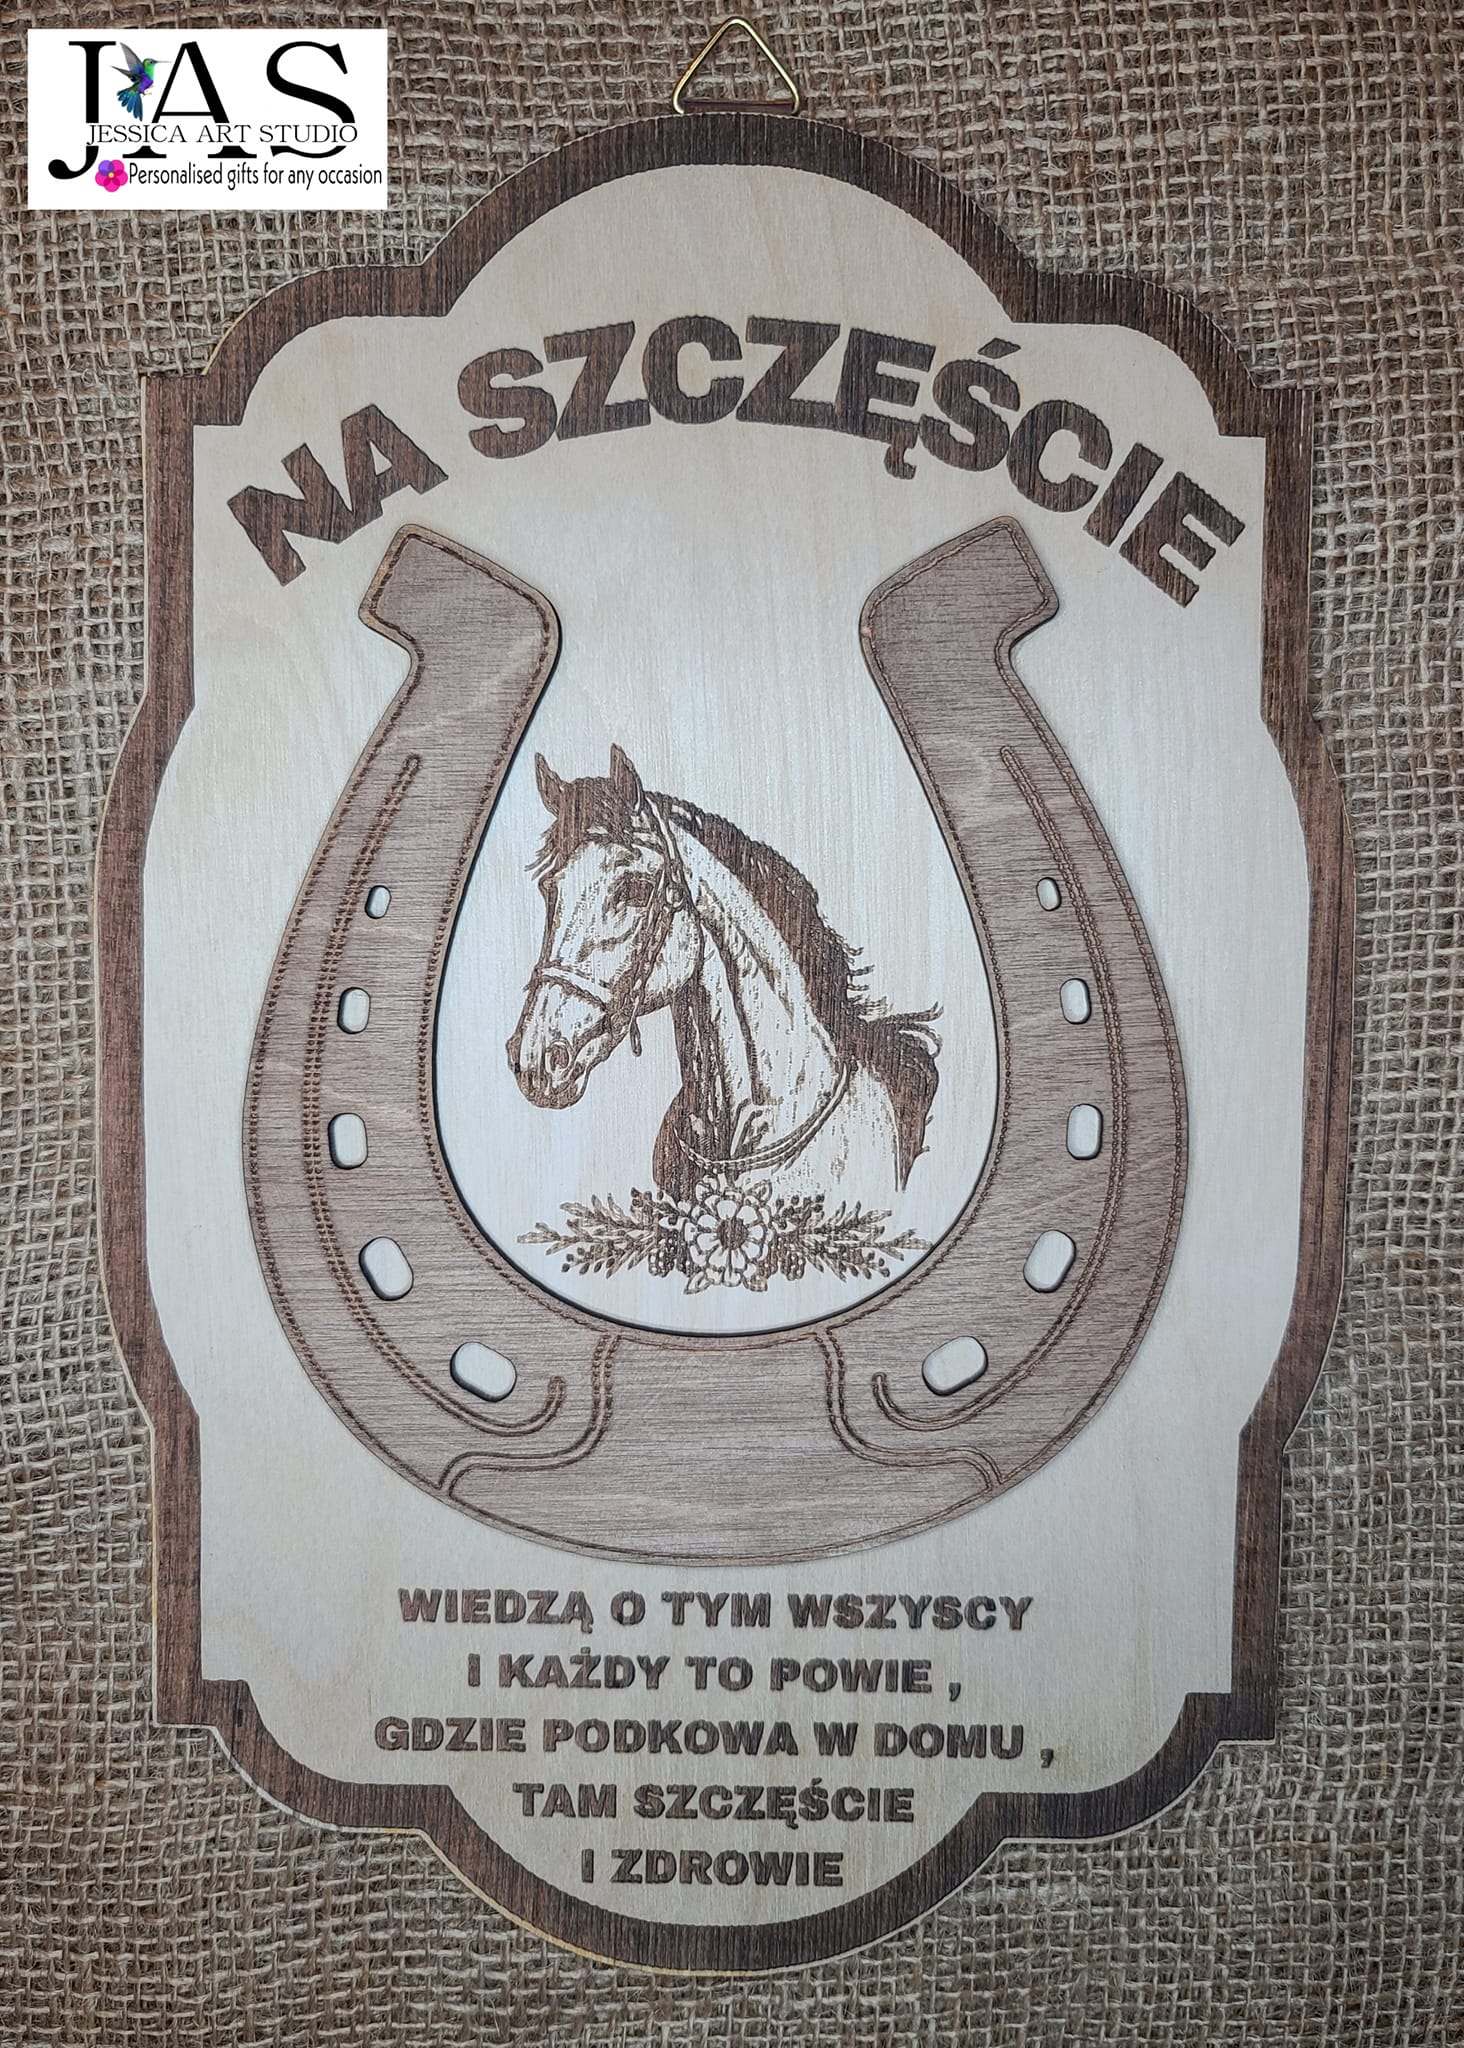 JAS
JESSICA ART STUDIO
Personalised gifts for any occasion
NA SZCZĘŚCIE
WIEDZĄ O TYM WSZYSCY
I KAŻDY TO POWIE ,
GDZIE PODKOWA W DOMU ,
TAM SZCZĘŚCIE
I ZDROWIE